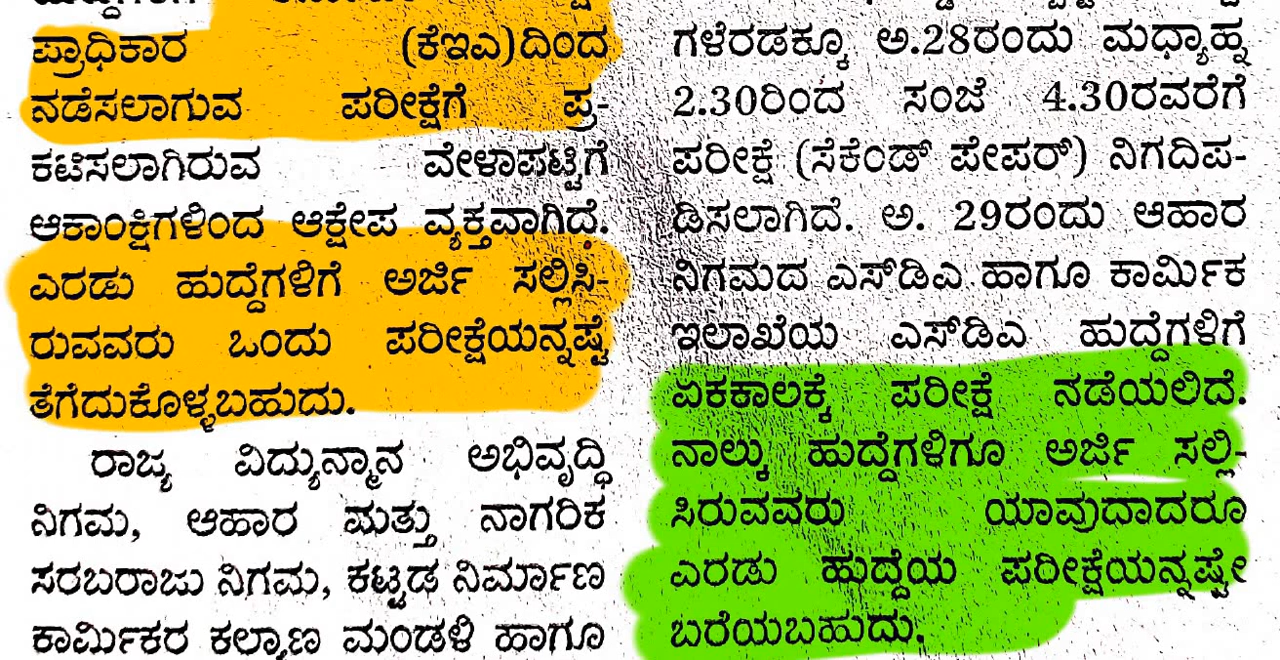 ಪ್ರಾಧಿಕಾರ (ಕೆಇಎ)ದಿಂದ
ನಡೆಸಲಾಗುವ ಪರೀಕ್ಷೆಗೆ ಪ್ರ-
ಕಟಿಸಲಾಗಿರುವ ವೇಳಾಪಟ್ಟಿಗೆ
ಆಕಾಂಕ್ಷಿಗಳಿಂದ ಆಕ್ಷೇಪ ವ್ಯಕ್ತವಾಗಿದೆ.
ಎರಡು ಹುದ್ದೆಗಳಿಗೆ ಅರ್ಜಿ ಸಲ್ಲಿಸಿ-
ರುವವರು ಒಂದು ಪರೀಕ್ಷೆಯನ್ನಷ್ಟೆ
ತೆಗೆದುಕೊಳ್ಳಬಹುದು.
ರಾಜ್ಯ ವಿದ್ಯುನ್ಮಾನ ಅಭಿವೃದ್ಧಿ
ನಿಗಮ, ಆಹಾರ ಮತ್ತು ನಾಗರಿಕ
ಸರಬರಾಜು ನಿಗಮ, ಕಟ್ಟಡ ನಿರ್ಮಾಣ
ಕಾರ್ಮಿಕರ ಕಲ್ಯಾಣ ಮಂಡಳಿ ಹಾಗೂ
ಗಳೆರಡಕ್ಕೂ ಅ.28ರಂದು ಮಧ್ಯಾಹ್ನ
2.30ರಿಂದ ಸಂಜೆ 4.30ರವರೆಗೆ
ಪರೀಕ್ಷೆ (ಸೆಕೆಂಡ್ ಪೇಪರ್) ನಿಗದಿಪ-
ಡಿಸಲಾಗಿದೆ. ಅ. 29ರಂದು ಆಹಾರ
ನಿಗಮದ ಎಸ್‌ಡಿಎ ಹಾಗೂ ಕಾರ್ಮಿಕ
ಇಲಾಖೆಯ ಎಸ್‌ಡಿಎ ಹುದ್ದೆಗಳಿಗೆ
ಏಕಕಾಲಕ್ಕೆ ಪರೀಕ್ಷೆ ನಡೆಯಲಿದೆ.
ನಾಲ್ಕು ಹುದ್ದೆಗಳಿಗೂ ಅರ್ಜಿ ಸಲ್ಲಿ-
ಸಿರುವವರು ಯಾವುದಾದರೂ
ಎರಡು ಹುದ್ದೆಯ ಪರೀಕ್ಷೆಯನ್ನಷ್ಟೇ
ಬರೆಯಬಹುದು.